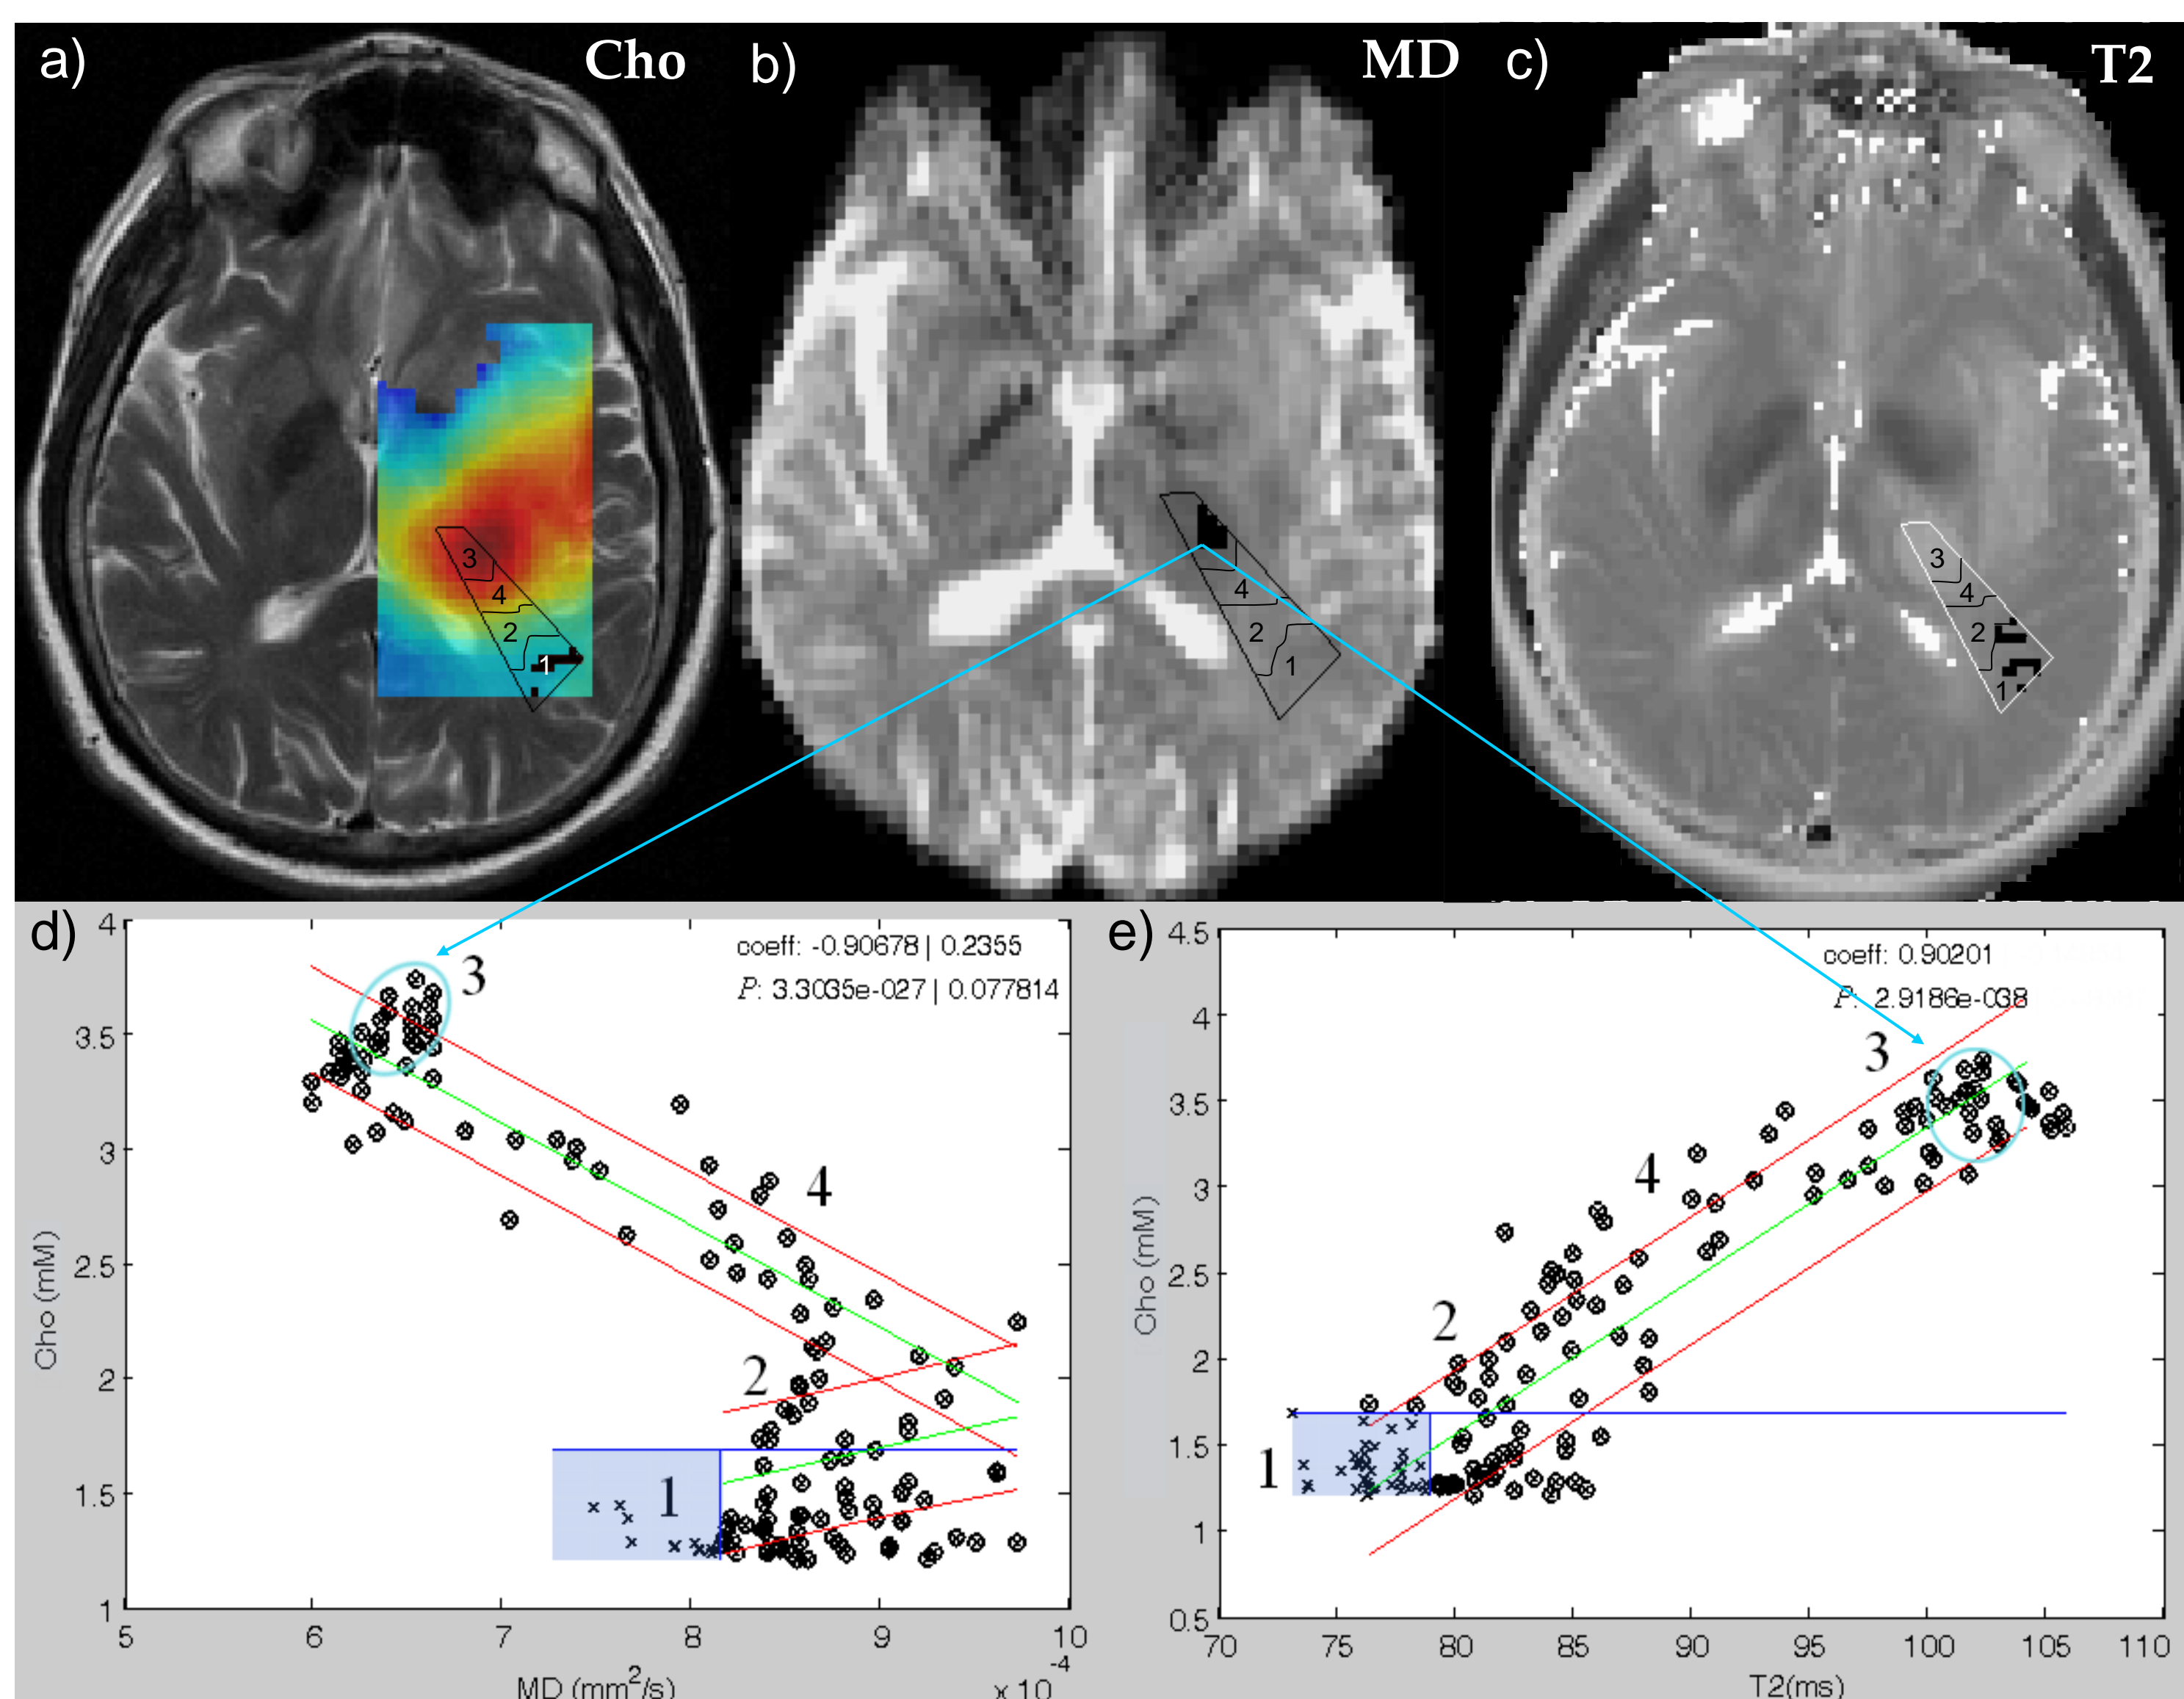 a) Cho
b) MD
c) T2
3
4
2
1
4
2
1
3
4
2
1
d)
coeff: -0.90678 | 0.2355
P: 3.3035e-027 | 0.077814
3
4
2
1
4
3.5
3
2.5
2
1.5
1
Cho (mM)
5 6 7 8 9 10
MD (mm²/s)
x 10⁻⁴
e)
coeff: 0.90201
P: 2.9186e-038
3
4
2
1
4.5
4
3.5
3
2.5
2
1.5
1
0.5
Cho (mM)
70 75 80 85 90 95 100 105 110
T2(ms)